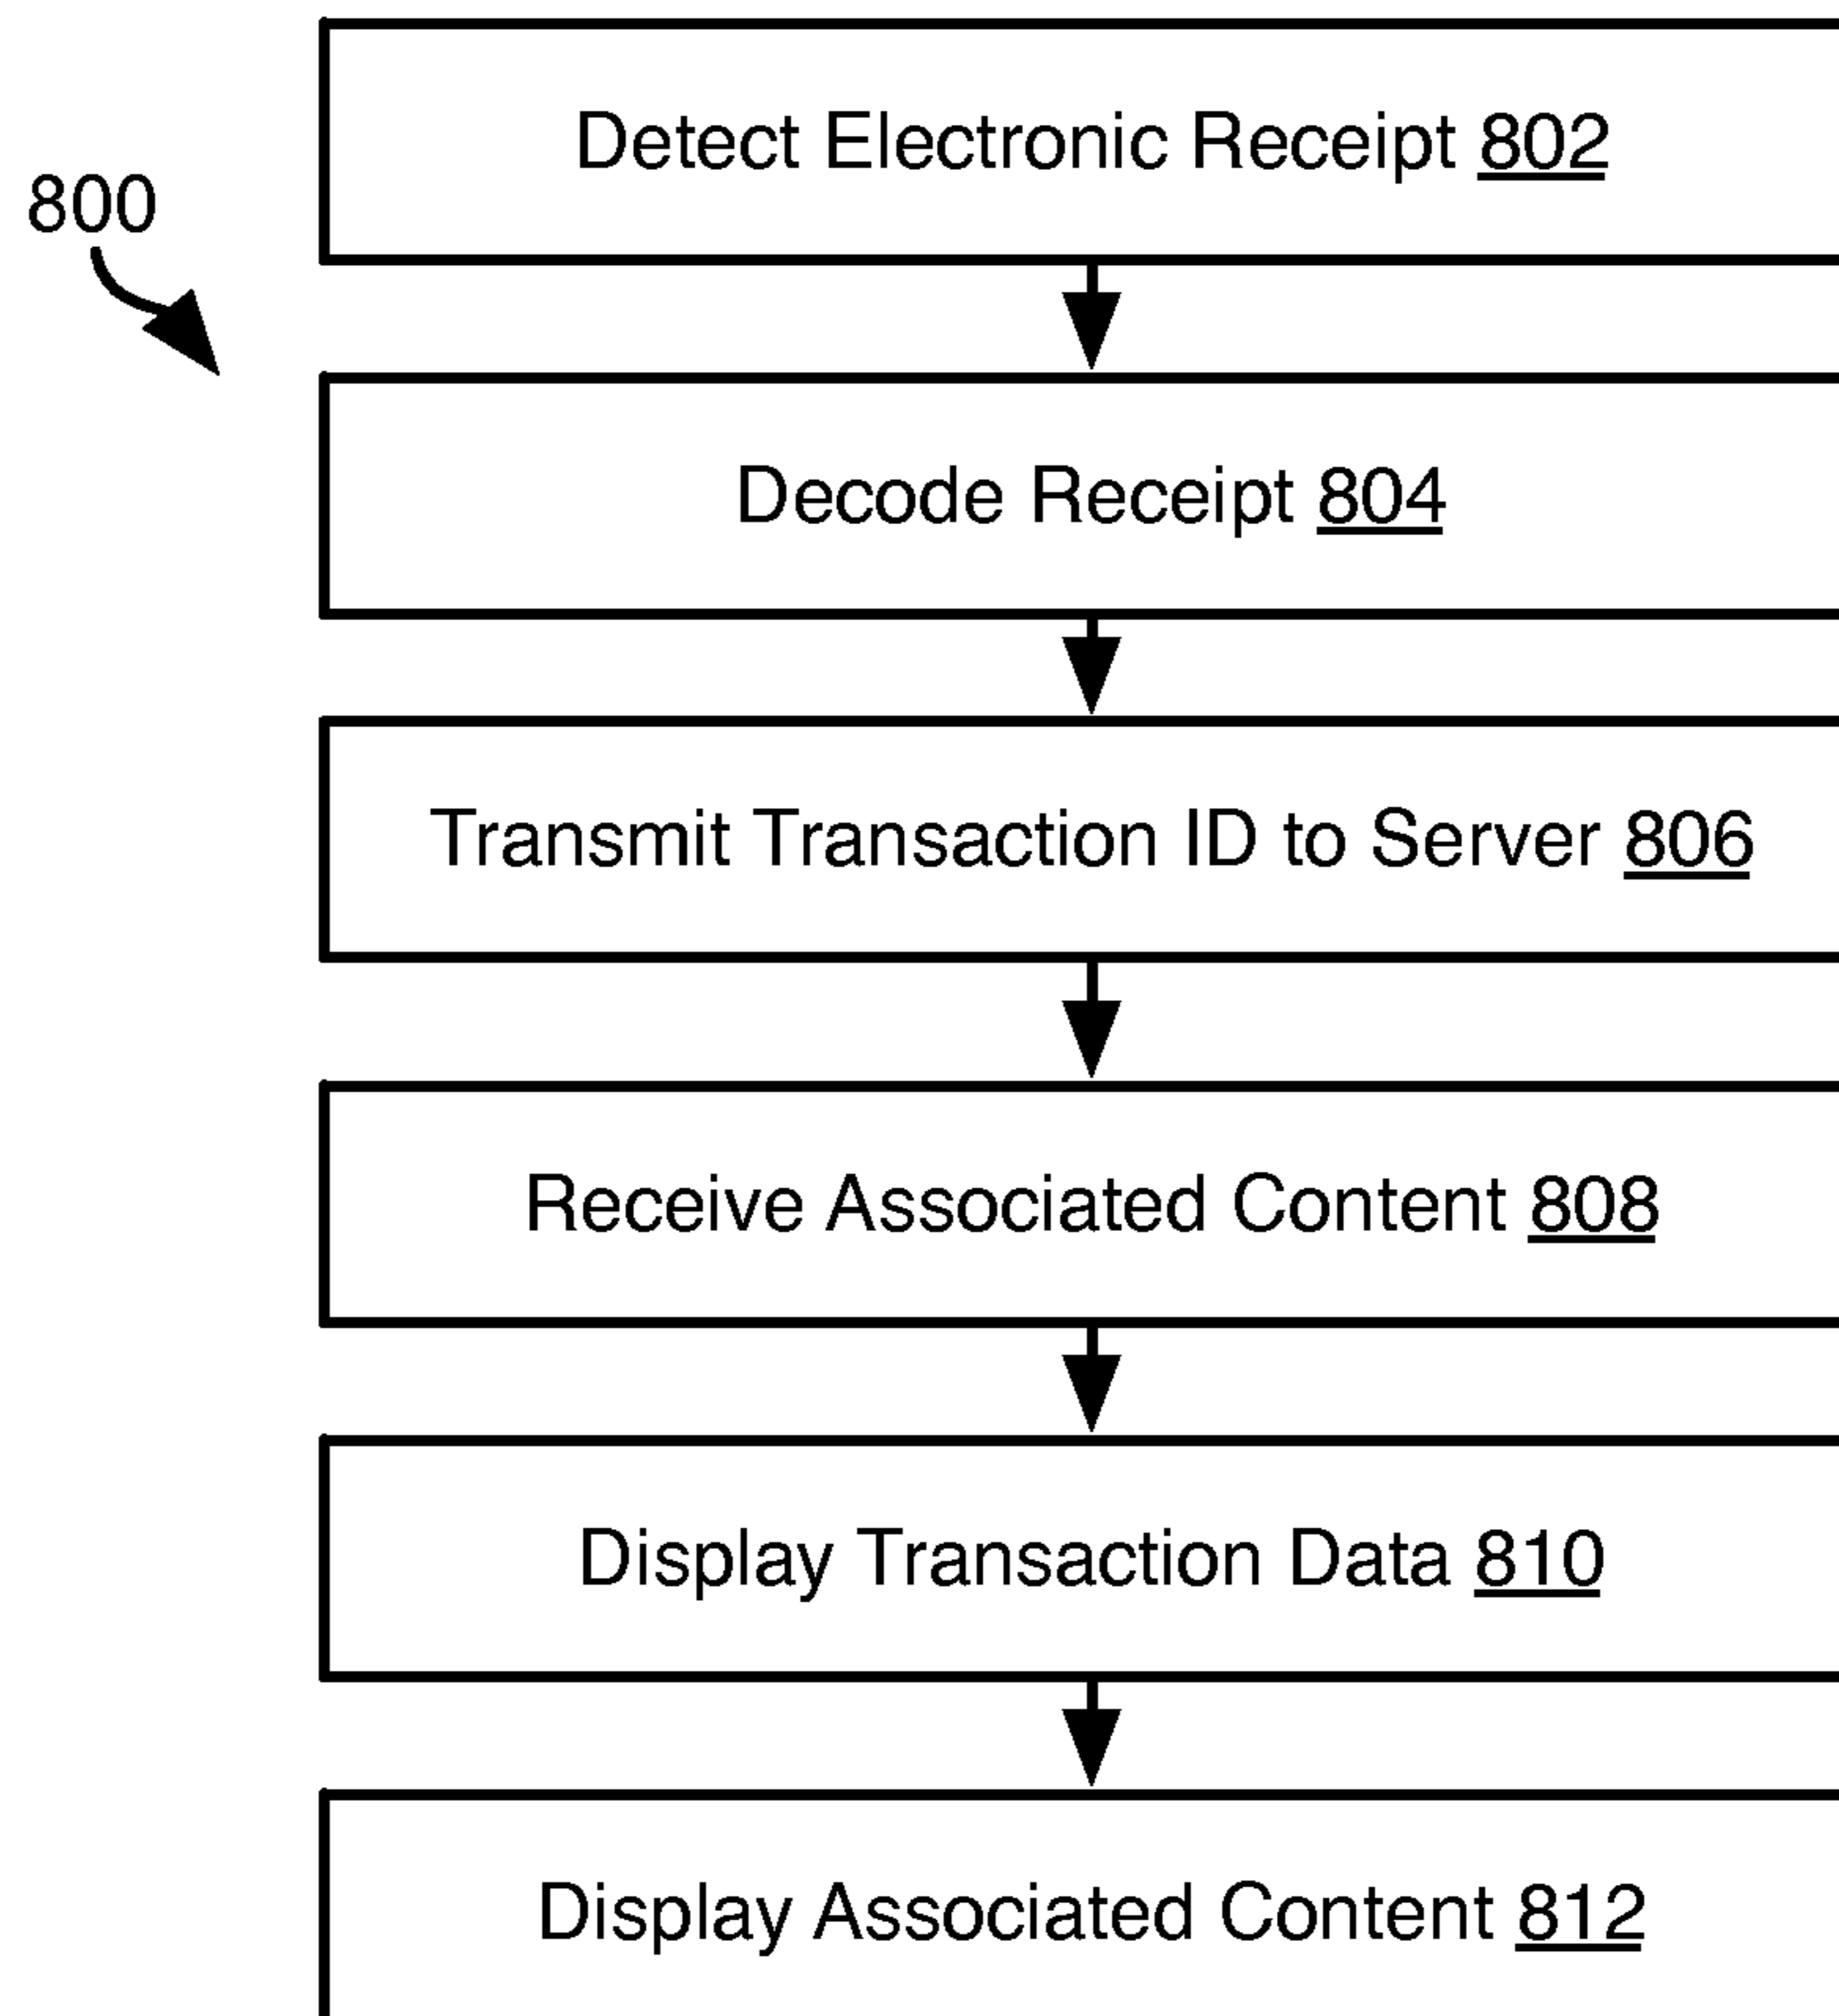 Detect Electronic Receipt 802
800
Decode Receipt 804
Transmit Transaction ID to Server 806
Receive Associated Content 808
Display Transaction Data 810
Display Associated Content 812